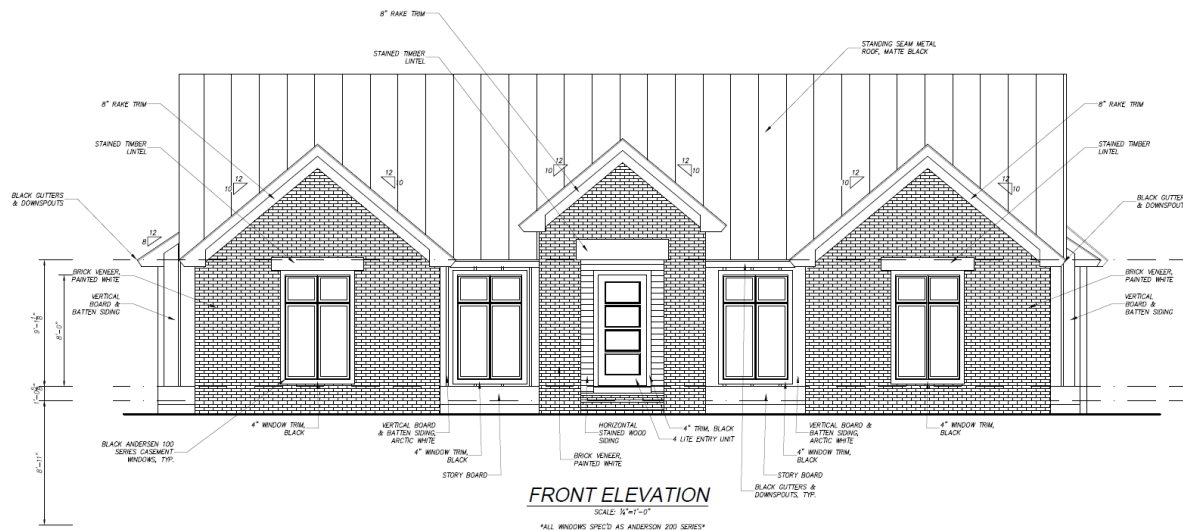 8" RAKE TRIM
STAINED TIMBER
LINTEL
STANDING SEAM METAL
ROOF, MATTE BLACK
8" RAKE TRIM
8" RAKE TRIM
STAINED TIMBER
LINTEL
STAINED TIMBER
LINTEL
12
10
12
10
12
10
12
10
12
10
12
10
BLACK GUTTERS
& DOWNSPOUTS
BLACK GUTTER
& DOWNSPOUT
12
8
BRICK VENEER,
PAINTED WHITE
BRICK VENEER,
PAINTED WHITE
VERTICAL
BOARD &
BATTEN SIDING
VERTICAL
BOARD &
BATTEN SIDING
8'-0"
8'-11"
4" WINDOW TRIM,
BLACK
VERTICAL BOARD
& BATTEN SIDING,
ARCTIC WHITE
HORIZONTAL
STAINED WOOD
SIDING
4" TRIM, BLACK
4 LITE ENTRY UNIT
VERTICAL BOARD
& BATTEN SIDING,
ARCTIC WHITE
4" WINDOW TRIM,
BLACK
BLACK ANDERSEN 100
SERIES CASEMENT
WINDOWS, TYP.
4" WINDOW TRIM,
BLACK
BRICK VENEER,
PAINTED WHITE
4" WINDOW TRIM,
BLACK
STORY BOARD
STORY BOARD
BLACK GUTTERS &
DOWNSPOUTS, TYP.
FRONT ELEVATION
SCALE: ¼"=1'-0"
*ALL WINDOWS SPEC'D AS ANDERSON 200 SERIES*